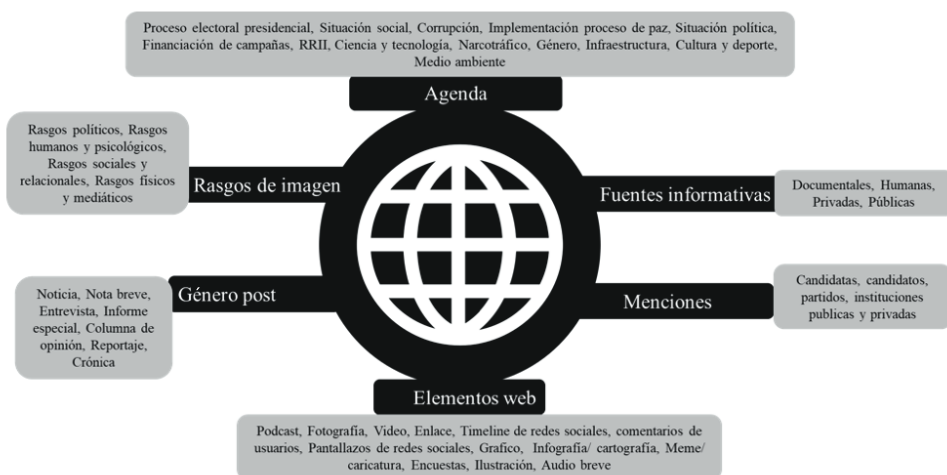 Proceso electoral presidencial, Situación social, Corrupción, Implementación proceso de paz, Situación política,
Financiación de campañas, RRII, Ciencia y tecnología, Narcotráfico, Género, Infraestructura, Cultura y deporte,
Medio ambiente
Agenda
Rasgos políticos, Rasgos
humanos y psicológicos,
Rasgos sociales y
relacionales, Rasgos físicos
y mediáticos
Rasgos de imagen
Fuentes informativas
Documentales, Humanas,
Privadas, Públicas
Noticia, Nota breve,
Entrevista, Informe
especial, Columna de
opinión, Reportaje,
Crónica
Género post
Menciones
Candidatas, candidatos,
partidos, instituciones
publicas y privadas
Elementos web
Podcast, Fotografía, Video, Enlace, Timeline de redes sociales, comentarios de
usuarios, Pantallazos de redes sociales, Grafico, Infografía/ cartografía, Meme/
caricatura, Encuestas, Ilustración, Audio breve